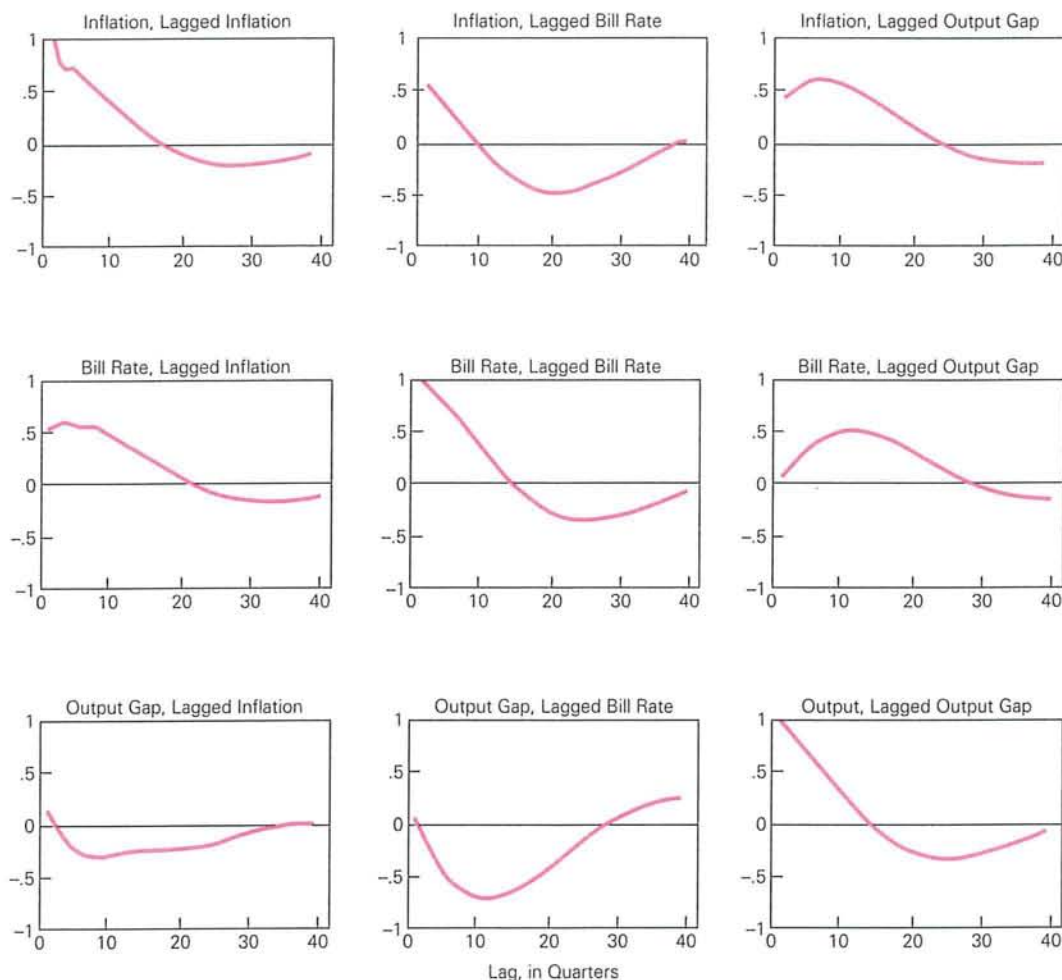 Inflation, Lagged Inflation
1
.5
0
–.5
–1
0 10 20 30 40
Inflation, Lagged Bill Rate
1
.5
0
–.5
–1
0 10 20 30 40
Inflation, Lagged Output Gap
1
.5
0
–.5
–1
0 10 20 30 40
Bill Rate, Lagged Inflation
1
.5
0
–.5
–1
0 10 20 30 40
Bill Rate, Lagged Bill Rate
1
.5
0
–.5
–1
0 10 20 30 40
Bill Rate, Lagged Output Gap
1
.5
0
–.5
–1
0 10 20 30 40
Output Gap, Lagged Inflation
1
.5
0
–.5
–1
0 10 20 30 40
Output Gap, Lagged Bill Rate
1
.5
0
–.5
–1
0 10 20 30 40
Output, Lagged Output Gap
1
.5
0
–.5
–1
0 10 20 30 40
Lag, in Quarters